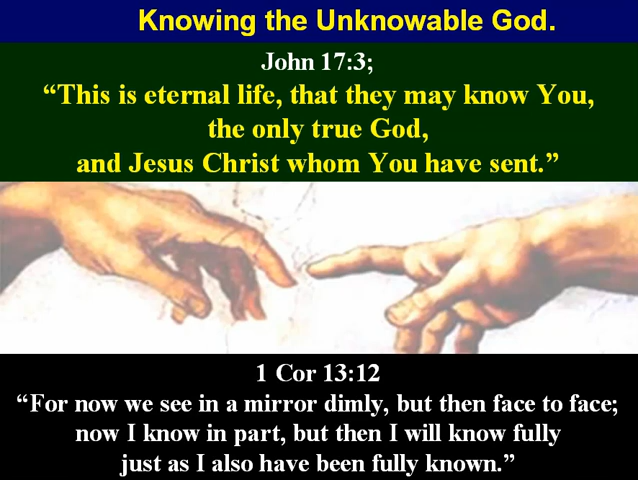 Knowing the Unknowable God.
John 17:3;
“This is eternal life, that they may know You,
the only true God,
and Jesus Christ whom You have sent.”
1 Cor 13:12
“For now we see in a mirror dimly, but then face to face;
now I know in part, but then I will know fully
just as I also have been fully known.”